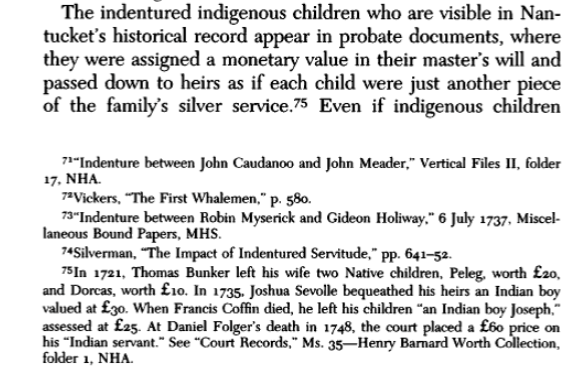 The indentured indigenous children who are visible in Nan-
tucket's historical record appear in probate documents, where
they were assigned a monetary value in their master's will and
passed down to heirs as if each child were just another piece
of the family's silver service.75 Even if indigenous children
71"Indenture between John Caudanoo and John Meader," Vertical Files II, folder
17, NHA.
72Vickers, "The First Whalemen," p. 580.
73"Indenture between Robin Myserick and Gideon Holiway," 6 July 1737, Miscel-
laneous Bound Papers, MHS.
74Silverman, "The Impact of Indentured Servitude," pp. 641–52.
75In 1721, Thomas Bunker left his wife two Native children, Peleg, worth £20,
and Dorcas, worth £10. In 1735, Joshua Sevolle bequeathed his heirs an Indian boy
valued at £30. When Francis Coffin died, he left his children "an Indian boy Joseph,"
assessed at £25. At Daniel Folger's death in 1748, the court placed a £60 price on
his "Indian servant." See "Court Records," Ms. 35—Henry Barnard Worth Collection,
folder 1, NHA.